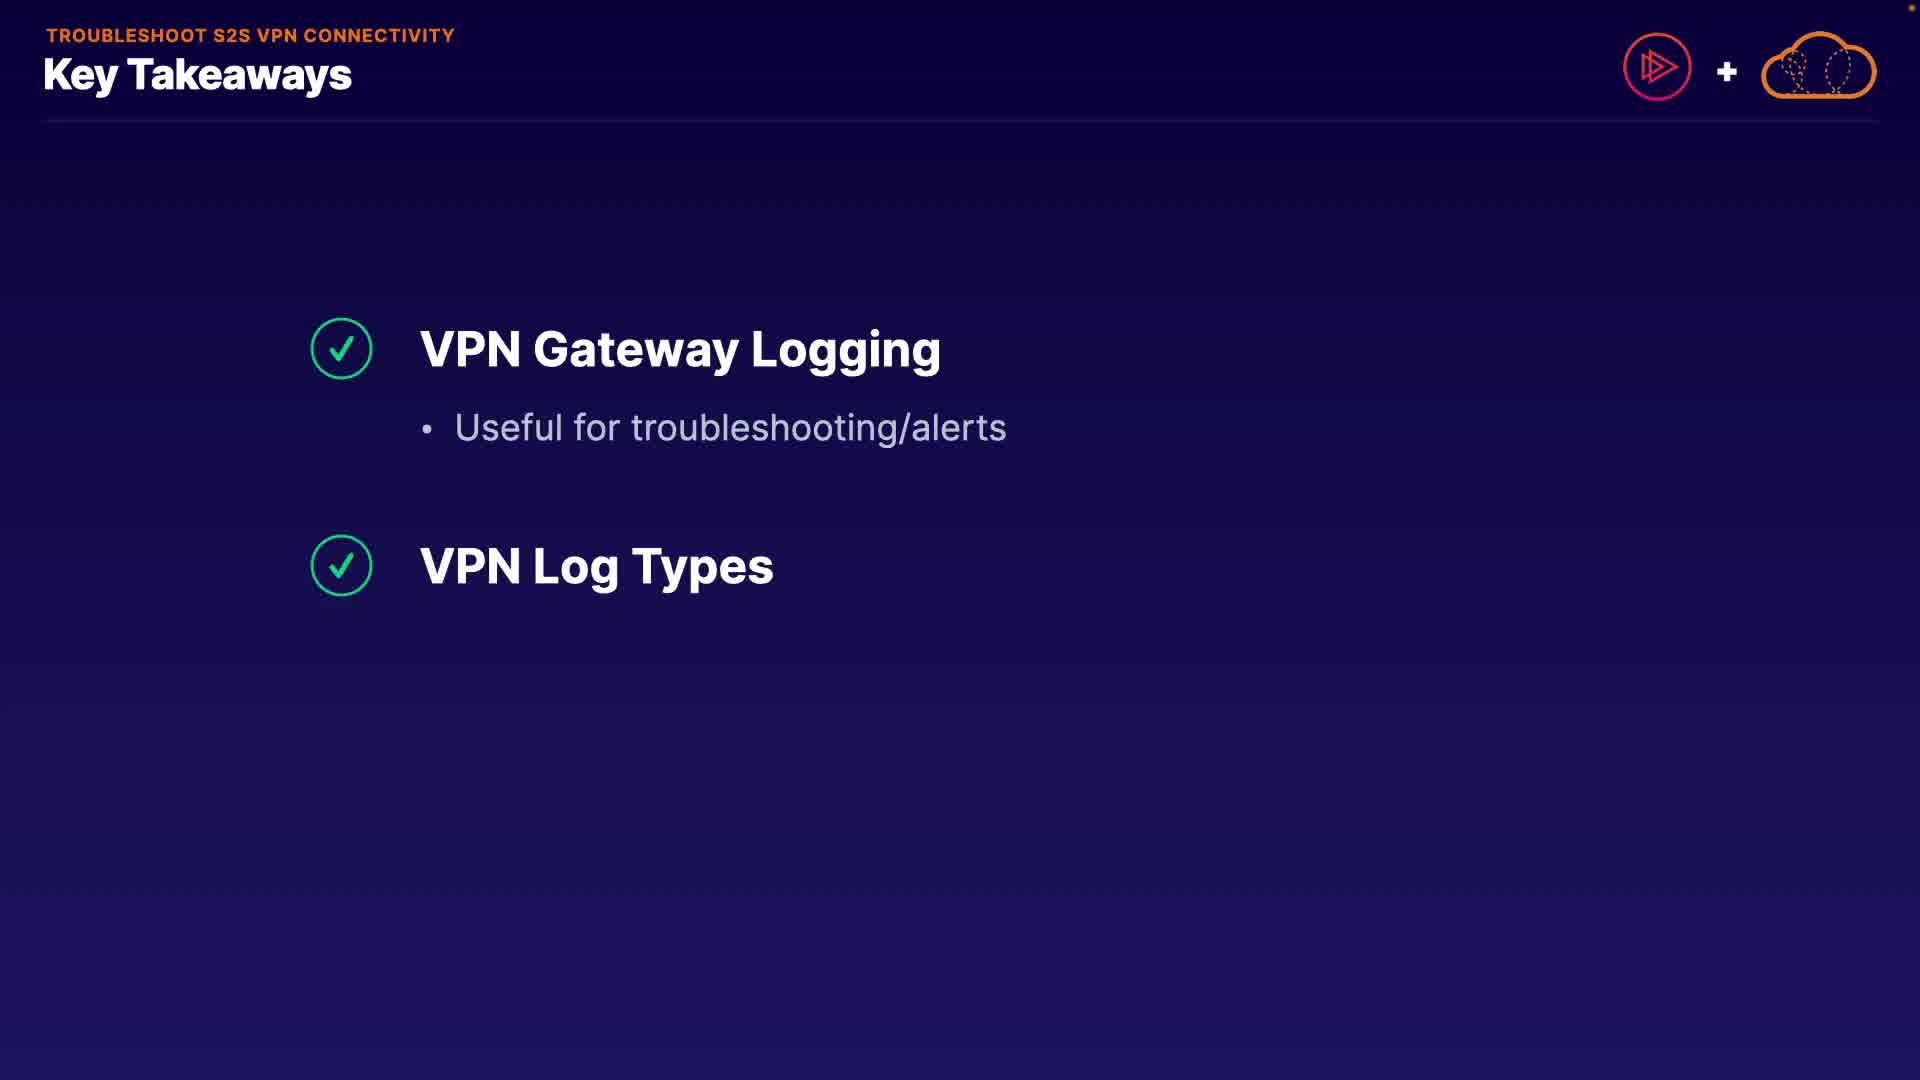 TROUBLESHOOT S2S VPN CONNECTIVITY
Key Takeaways
VPN Gateway Logging
• Useful for troubleshooting/alerts
VPN Log Types